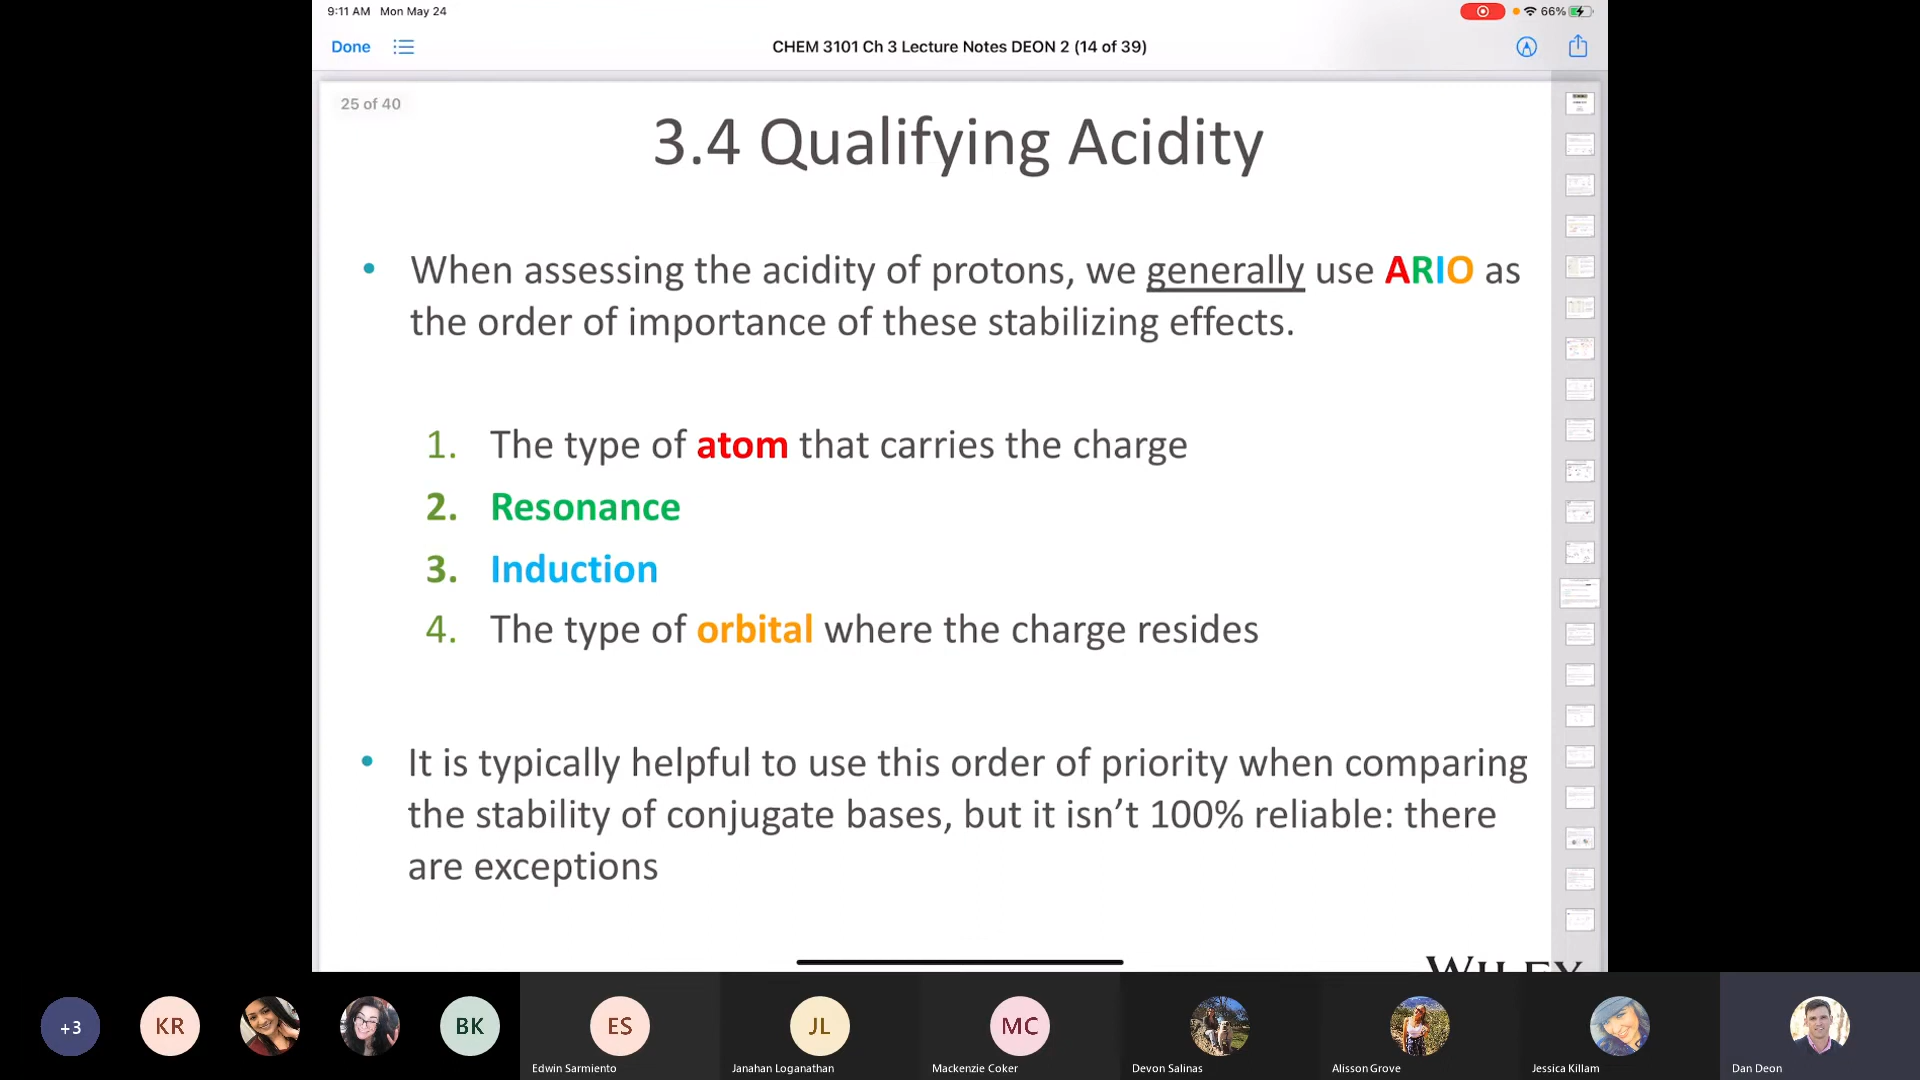 9:11 AM Mon May 24
66%
Done
CHEM 3101 Ch 3 Lecture Notes DEON 2 (14 of 39)
25 of 40
3.4 Qualifying Acidity
• When assessing the acidity of protons, we generally use ARIO as
the order of importance of these stabilizing effects.
1. The type of atom that carries the charge
2. Resonance
3. Induction
4. The type of orbital where the charge resides
• It is typically helpful to use this order of priority when comparing
the stability of conjugate bases, but it isn't 100% reliable: there
are exceptions
WILEY
+3
KR
BK
ES
JL
MC
Edwin Sarmiento
Janahan Loganathan
Mackenzie Coker
Devon Salinas
Alisson Grove
Jessica Killam
Dan Deon